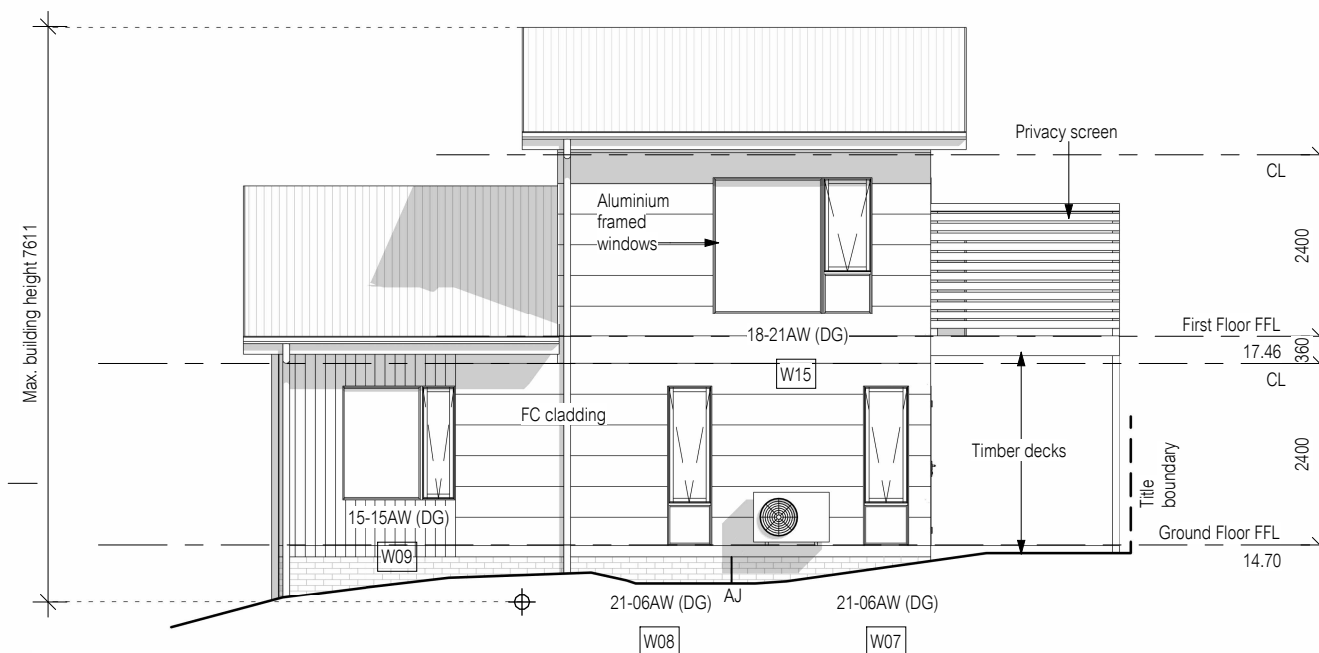 Max. building height 7611
Privacy screen
CL
Aluminium
framed
windows
2400
18-21AW (DG)
First Floor FFL
17.46
360
W15
CL
FC cladding
Timber decks
2400
Title
boundary
15-15AW (DG)
W09
Ground Floor FFL
14.70
21-06AW (DG)
AJ
21-06AW (DG)
W08
W07